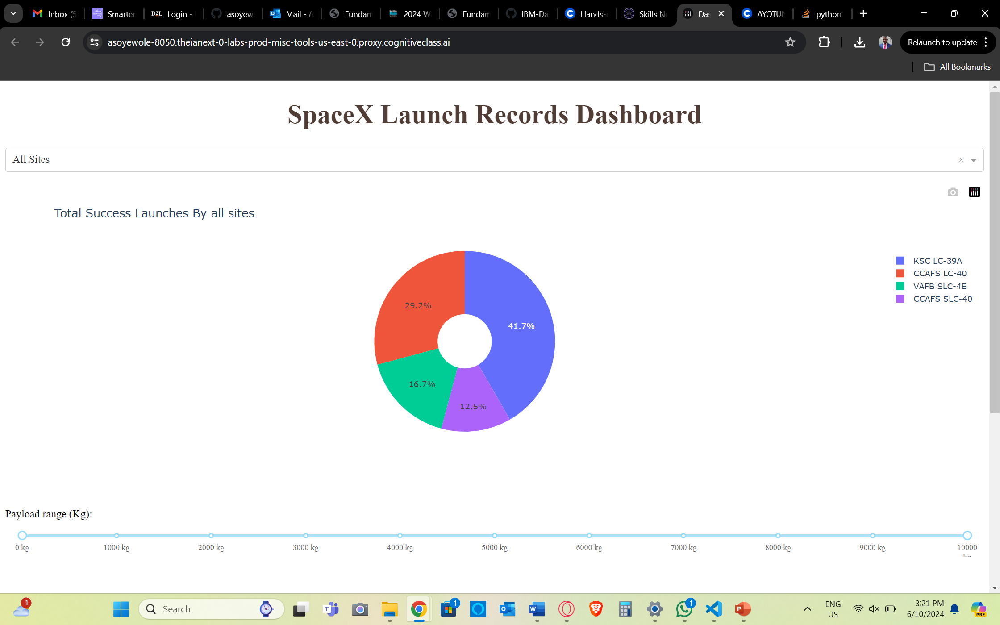 Inbox (5
Smarter
D2L Login -
asoyew
Mail - A
Fundam
2024 W
Fundam
IBM-Da
Hands-
Skills N
Das
AYOTUN
python
asoyewole-8050.theianext-0-labs-prod-misc-tools-us-east-0.proxy.cognitiveclass.ai
Relaunch to update
All Bookmarks
SpaceX Launch Records Dashboard
All Sites
Total Success Launches By all sites
KSC LC-39A
CCAFS LC-40
VAFB SLC-4E
CCAFS SLC-40
29.2%
41.7%
16.7%
12.5%
Payload range (Kg):
0 kg
1000 kg
2000 kg
3000 kg
4000 kg
5000 kg
6000 kg
7000 kg
8000 kg
9000 kg
10000
kg
1
Search
1
1
ENG
US
3:21 PM
6/10/2024
PRE